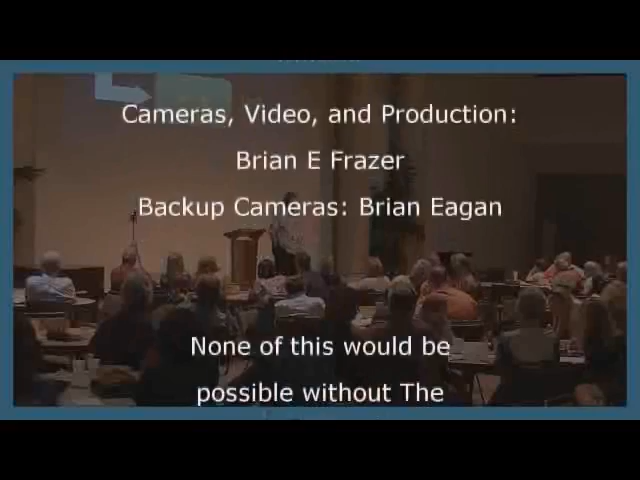 Cameras, Video, and Production:
Brian E Frazer
Backup Cameras: Brian Eagan
None of this would be
possible without The